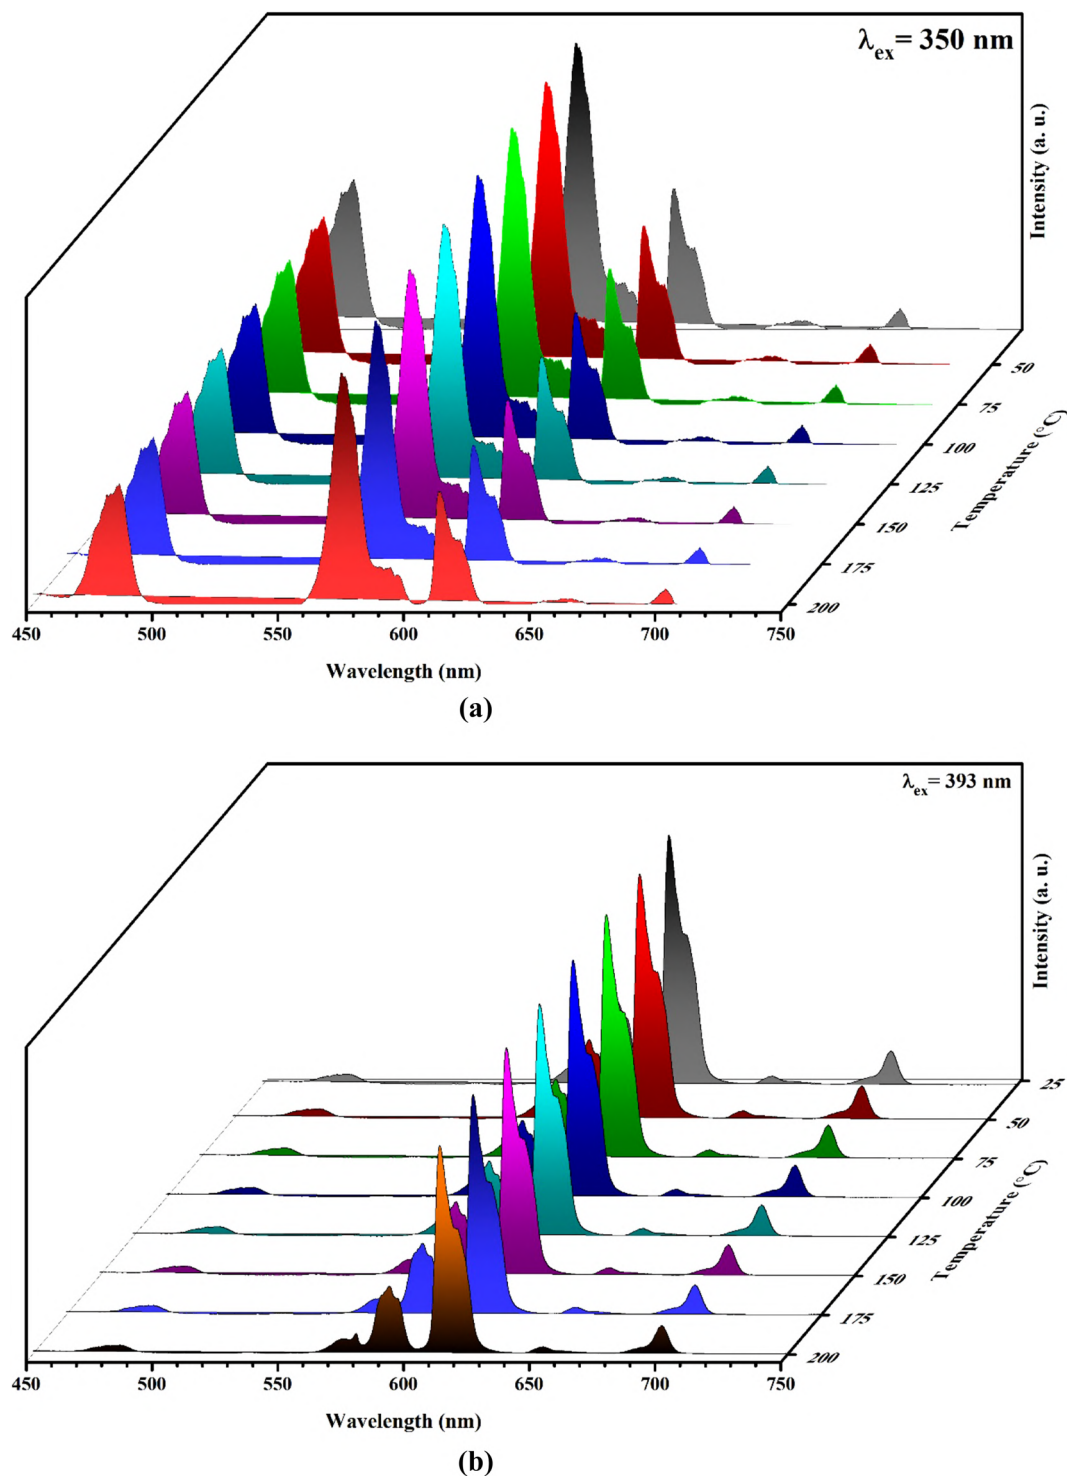 λex= 350 nm
Intensity (a. u.)
50
75
100
125
150
175
200
Temperature (°C)
450 500 550 600 650 700 750
Wavelength (nm)
(a)
λex= 393 nm
Intensity (a. u.)
25
50
75
100
125
150
175
200
Temperature (°C)
450 500 550 600 650 700 750
Wavelength (nm)
(b)